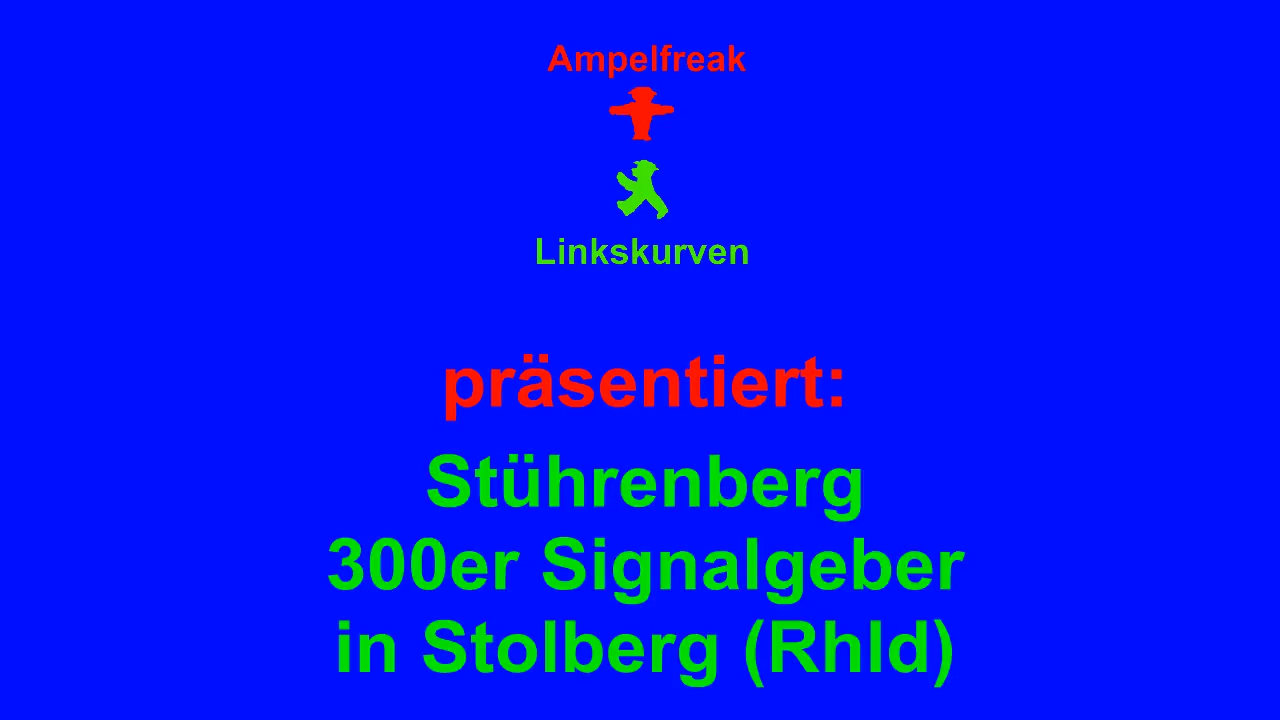 Ampelfreak
Linkskurven
präsentiert:
Stührenberg
300er Signalgeber
in Stolberg (Rhld)